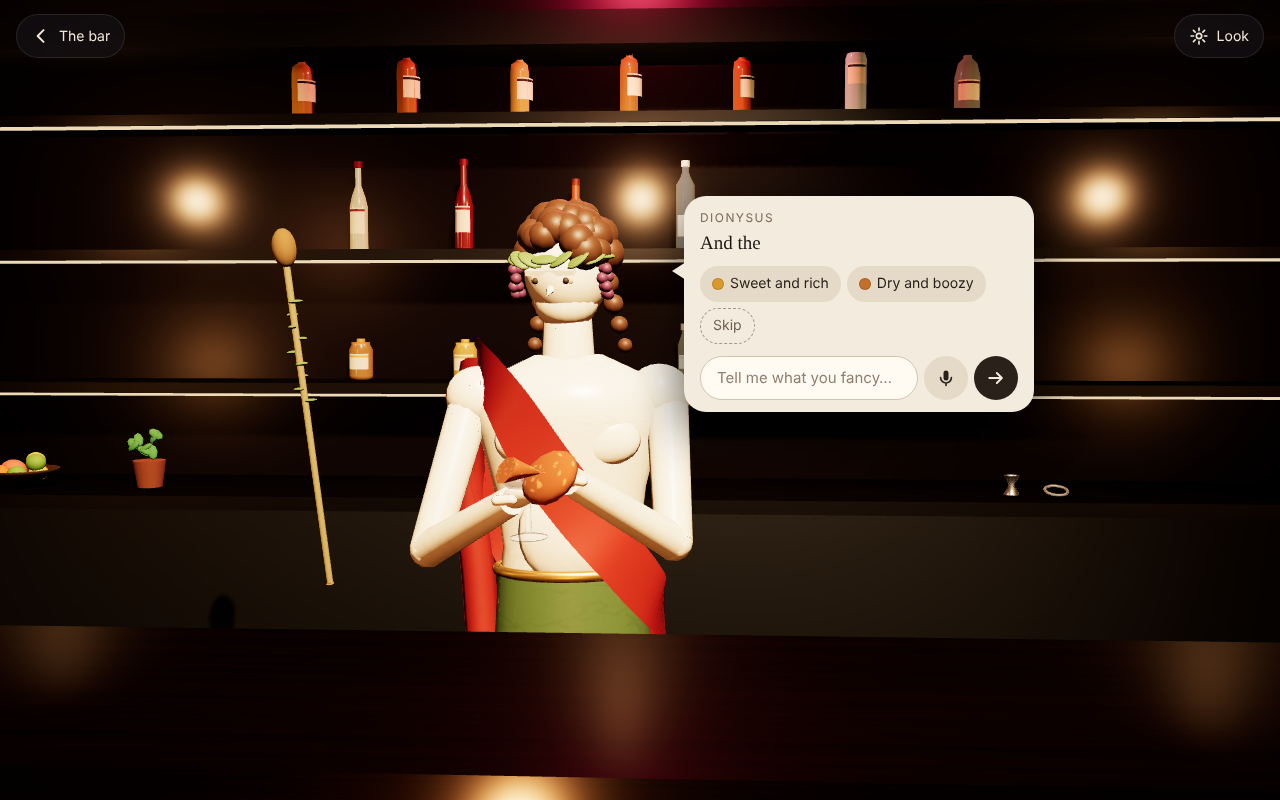 The bar
Look
DIONYSUS
And the
Sweet and rich
Dry and boozy
Skip
Tell me what you fancy...